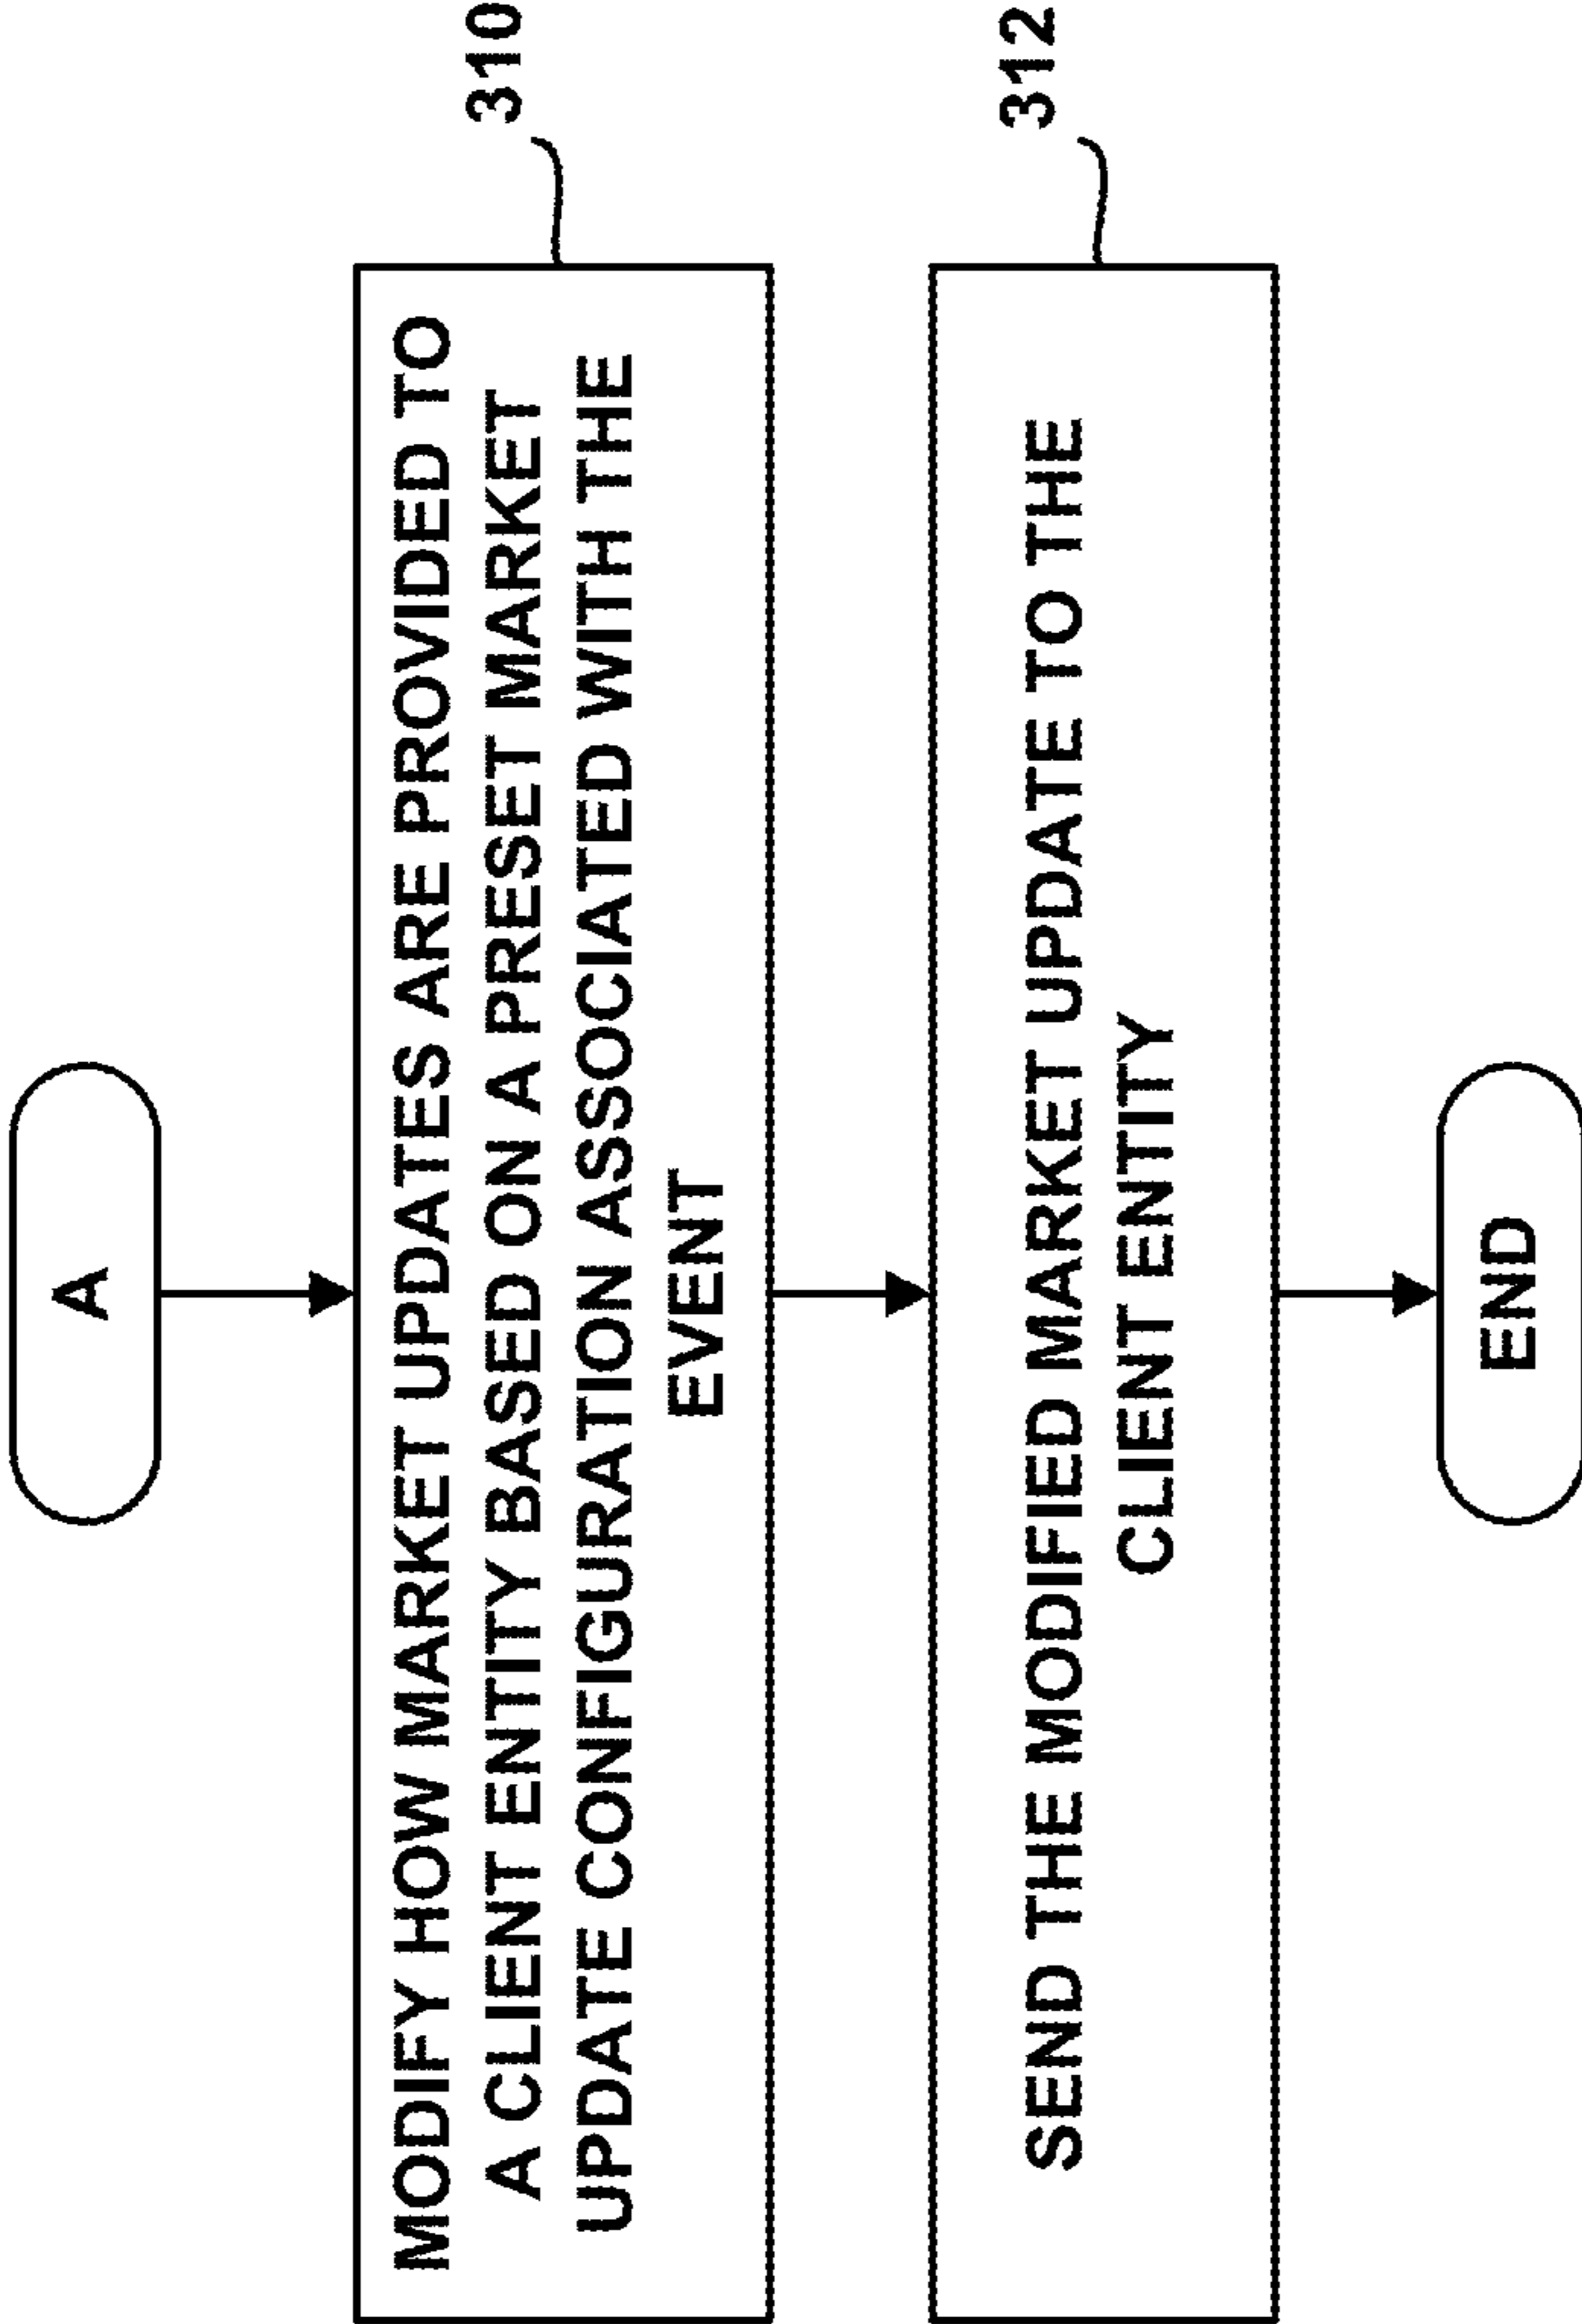 A
MODIFY HOW MARKET UPDATES ARE PROVIDED TO
A CLIENT ENTITY BASED ON A PRESET MARKET
UPDATE CONFIGURATION ASSOCIATED WITH THE
EVENT
310
SEND THE MODIFIED MARKET UPDATE TO THE
CLIENT ENTITY
312
END